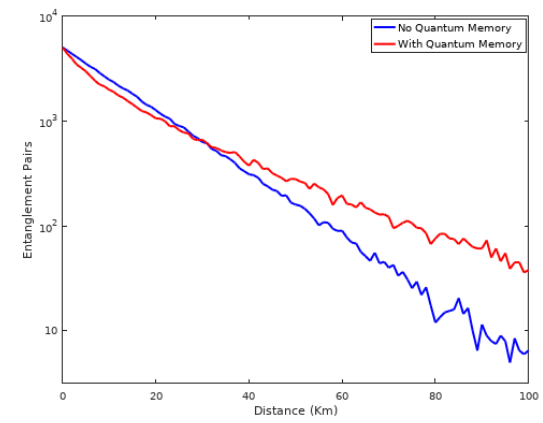 10^4
No Quantum Memory
With Quantum Memory
10^3
Entanglement Pairs
10^2
10
0 20 40 60 80 100
Distance (Km)